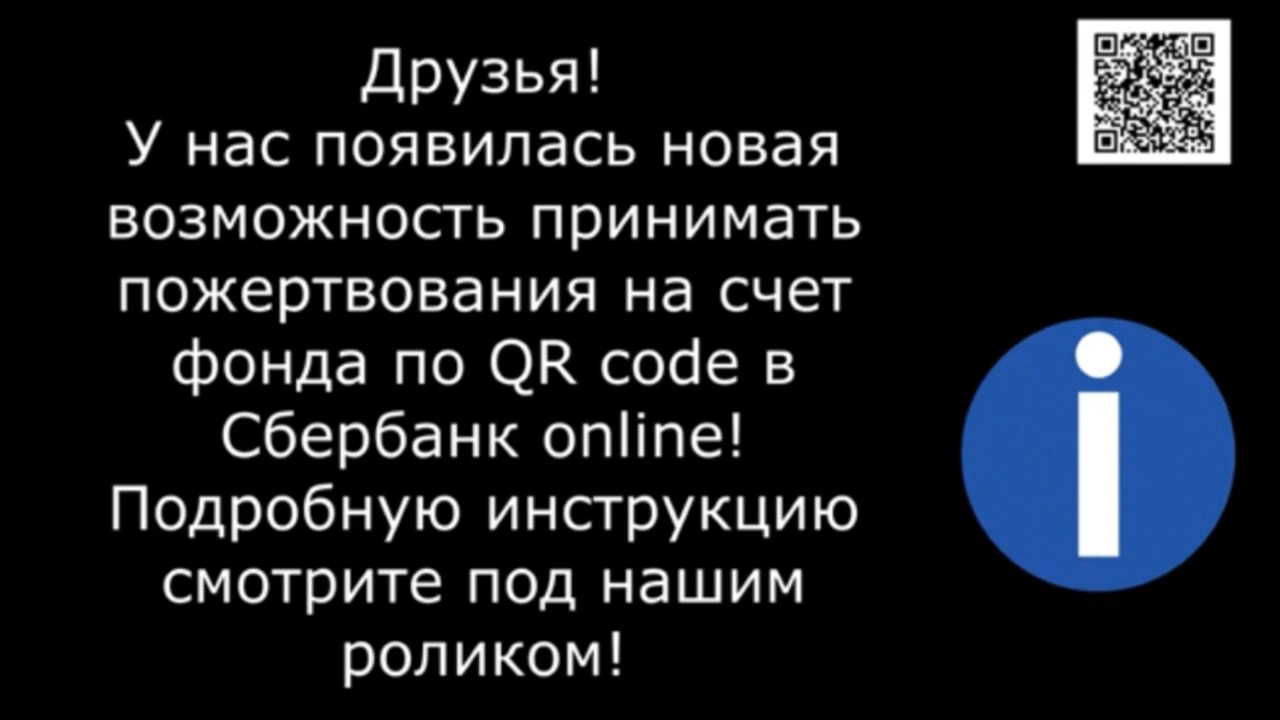 Друзья!
У нас появилась новая
возможность принимать
пожертвования на счет
фонда по QR code в
Сбербанк online!
Подробную инструкцию
смотрите под нашим
роликом!